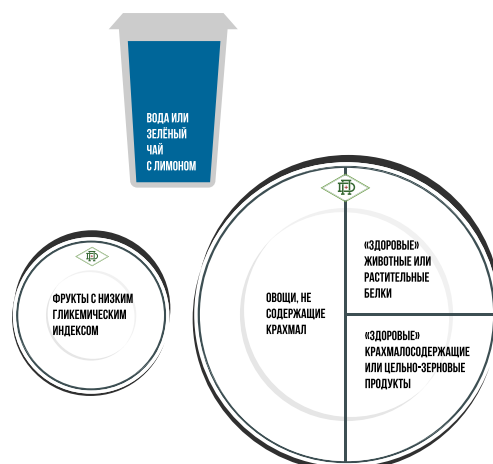 ВОДА ИЛИ
ЗЕЛЁНЫЙ
ЧАЙ
С ЛИМОНОМ
ФРУКТЫ С НИЗКИМ
ГЛИКЕМИЧЕСКИМ
ИНДЕКСОМ
ОВОЩИ, НЕ
СОДЕРЖАЩИЕ
КРАХМАЛ
«ЗДОРОВЫЕ»
ЖИВОТНЫЕ ИЛИ
РАСТИТЕЛЬНЫЕ
БЕЛКИ
«ЗДОРОВЫЕ»
КРАХМАЛОСОДЕРЖАЩИЕ
ИЛИ ЦЕЛЬНО-ЗЕРНОВЫЕ
ПРОДУКТЫ